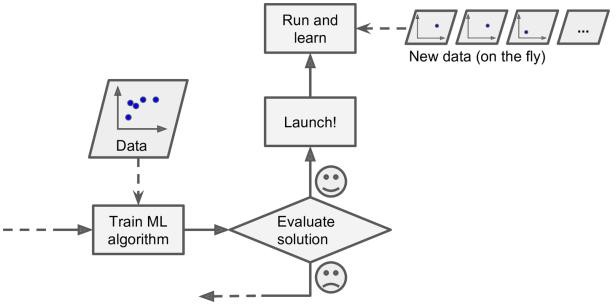 Run and
learn
...
New data (on the fly)
Launch!
Data
Train ML
algorithm
Evaluate
solution